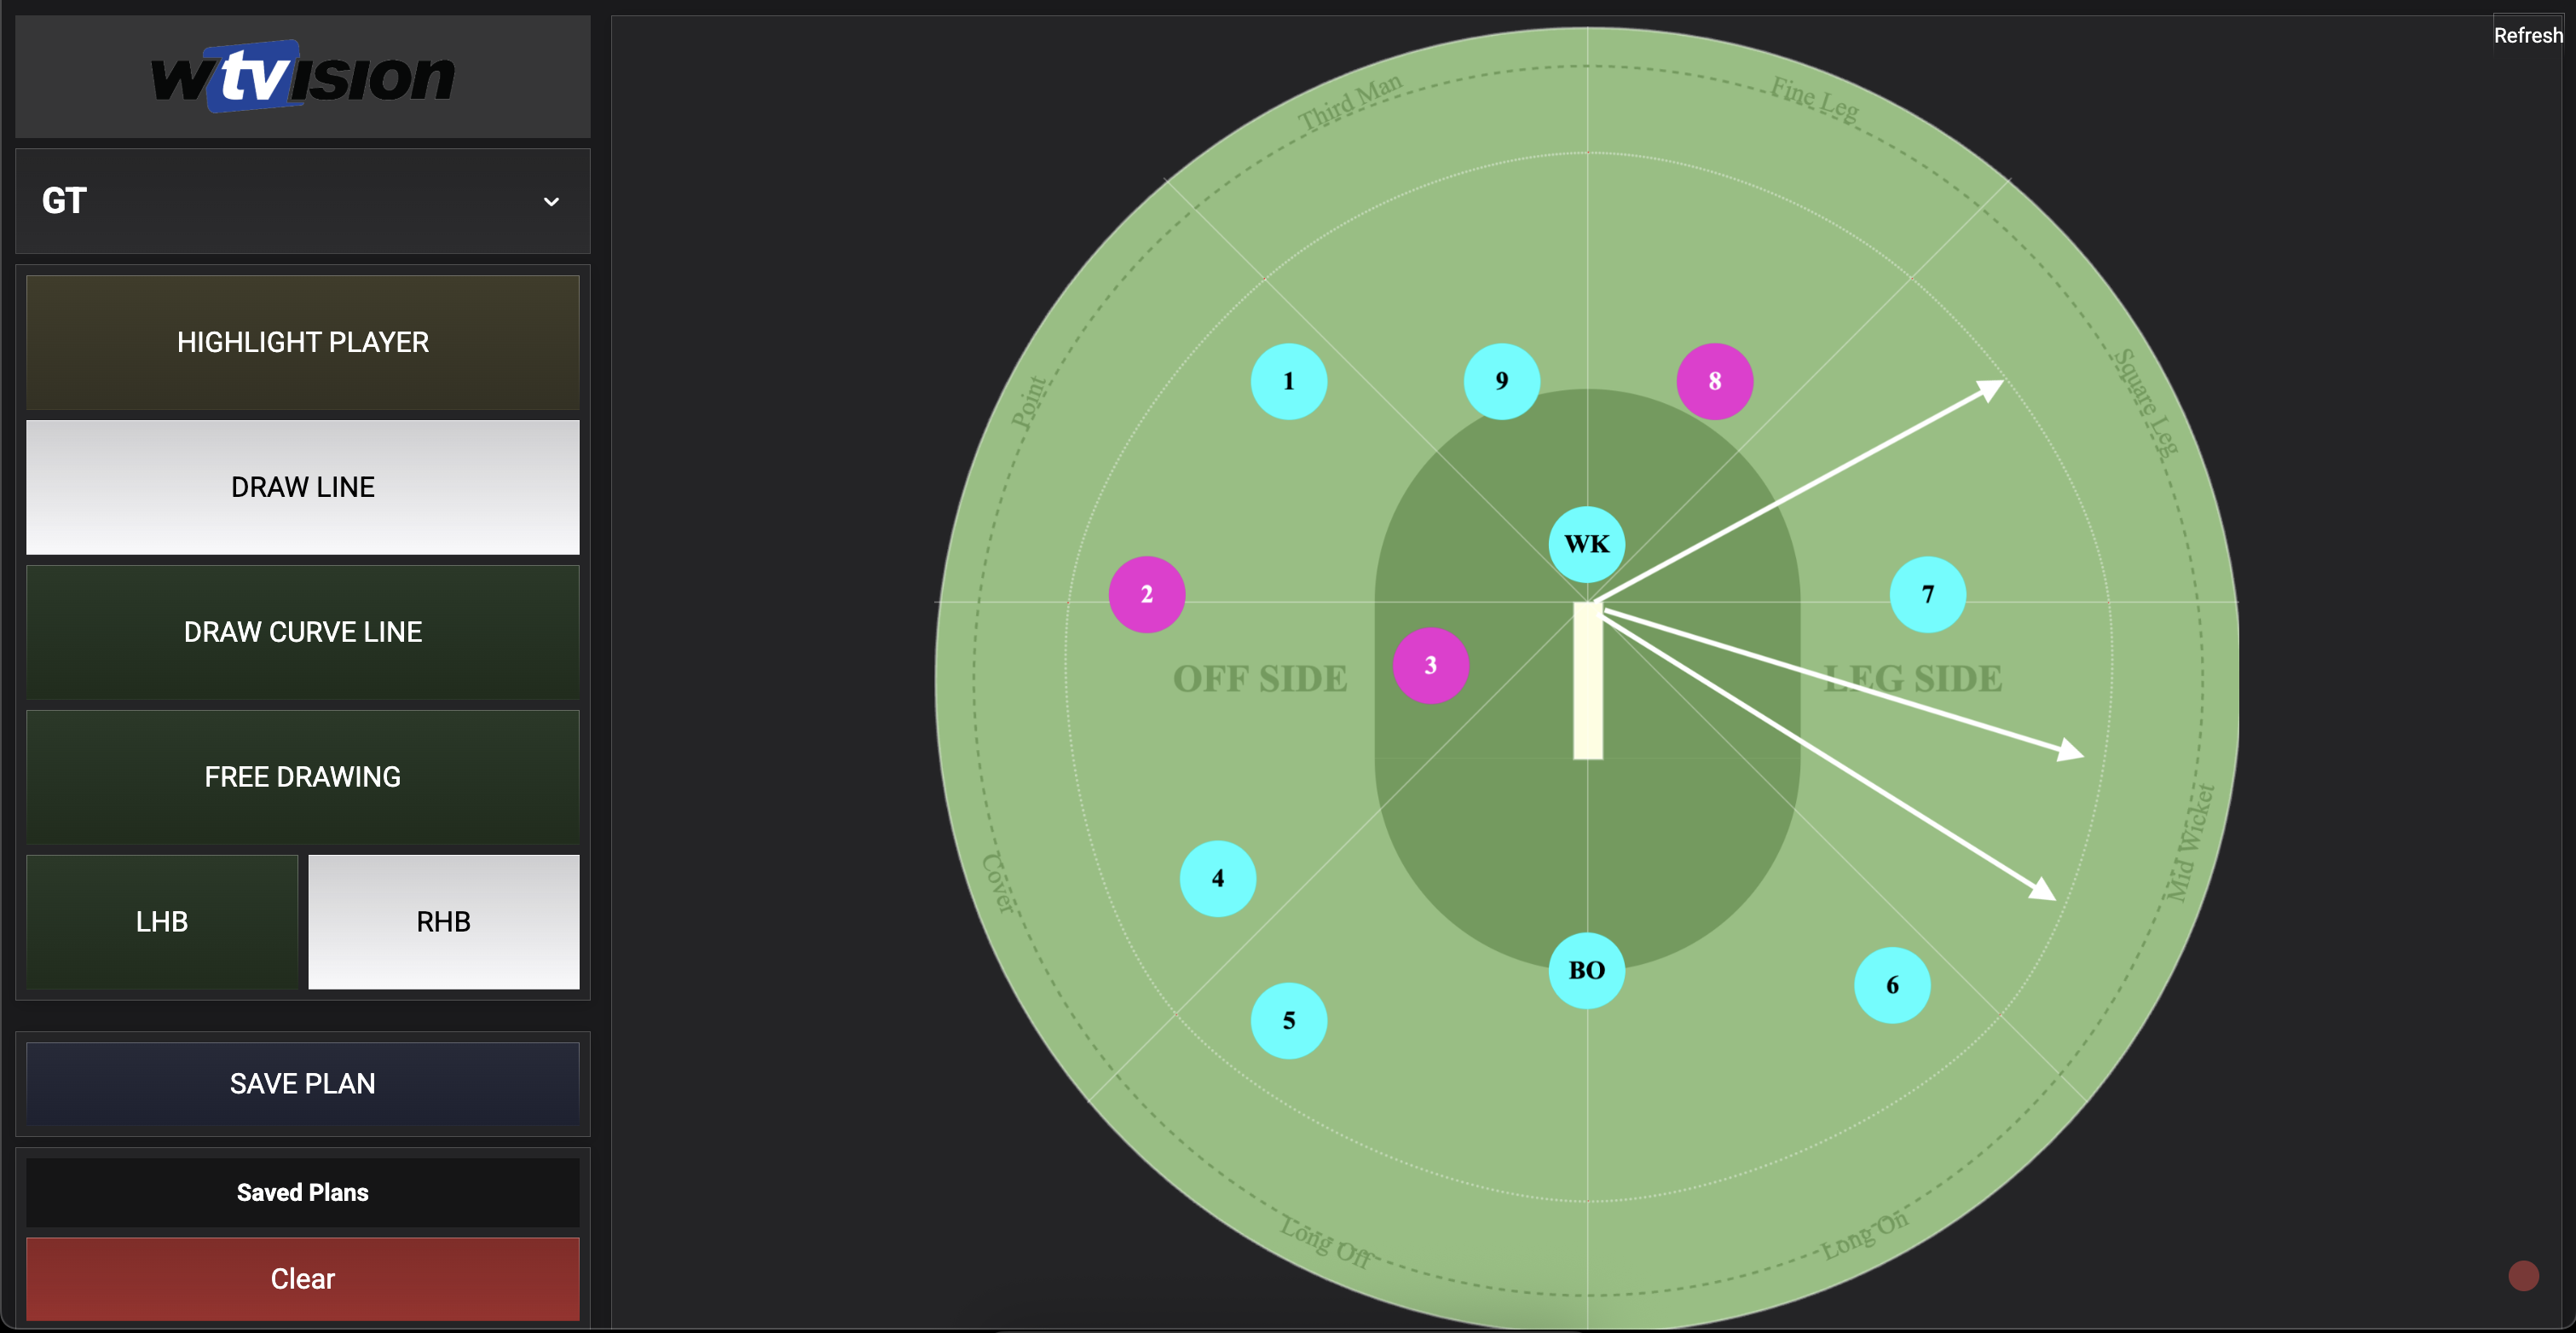 wtvision
GT
HIGHLIGHT PLAYER
DRAW LINE
DRAW CURVE LINE
FREE DRAWING
LHB
RHB
SAVE PLAN
Saved Plans
Clear
Refresh
Third Man
Fine Leg
Point
Square Leg
1
9
8
WK
2
7
3
OFF SIDE
LEG SIDE
Cover
Mid Wicket
4
BO
6
5
Long Off
Long On